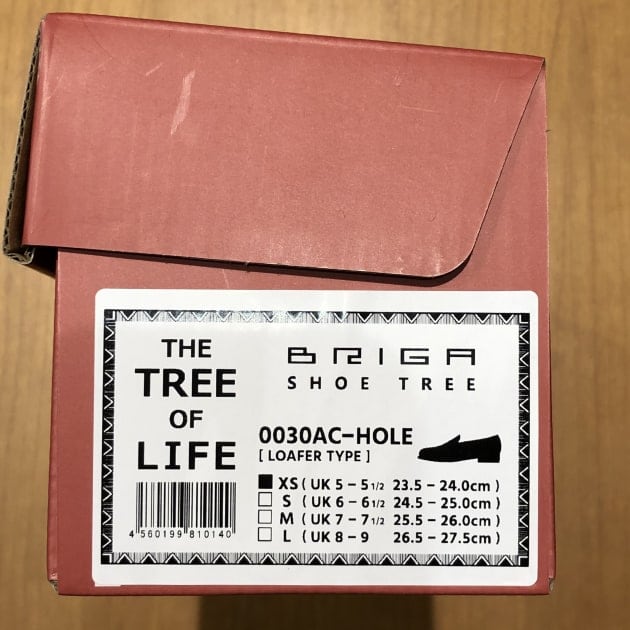 THE
TREE
OF
LIFE
4 560199 810140
BRIGA
SHOE TREE
0030AC-HOLE
[ LOAFER TYPE ]
■ XS ( UK 5 – 5 1/2 23.5 – 24.0cm )
□ S ( UK 6 – 6 1/2 24.5 – 25.0cm )
□ M ( UK 7 – 7 1/2 25.5 – 26.0cm )
□ L ( UK 8 – 9 26.5 – 27.5cm )